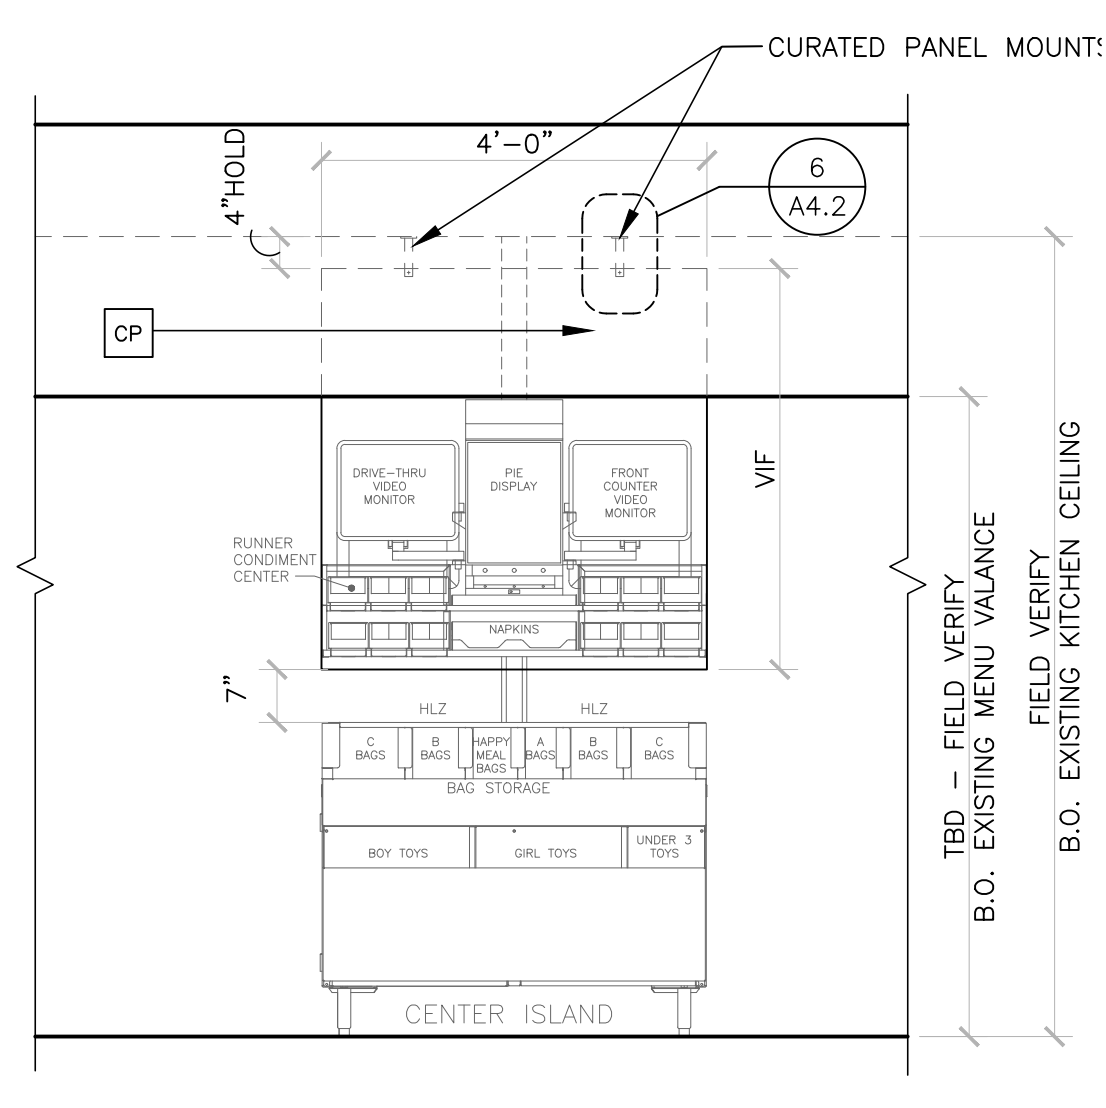 CURATED PANEL MOUNTS
4'-0"
4"HOLD
6
A4.2
CP
DRIVE-THRU
VIDEO
MONITOR
PIE
DISPLAY
FRONT
COUNTER
VIDEO
MONITOR
VIF
RUNNER
CONDIMENT
CENTER
NAPKINS
7"
HLZ
HLZ
C
BAGS
B
BAGS
HAPPY
MEAL
BAGS
A
BAGS
B
BAGS
C
BAGS
BAG STORAGE
BOY TOYS
GIRL TOYS
UNDER 3
TOYS
CENTER ISLAND
TBD - FIELD VERIFY
B.O. EXISTING MENU VALANCE
FIELD VERIFY
B.O. EXISTING KITCHEN CEILING